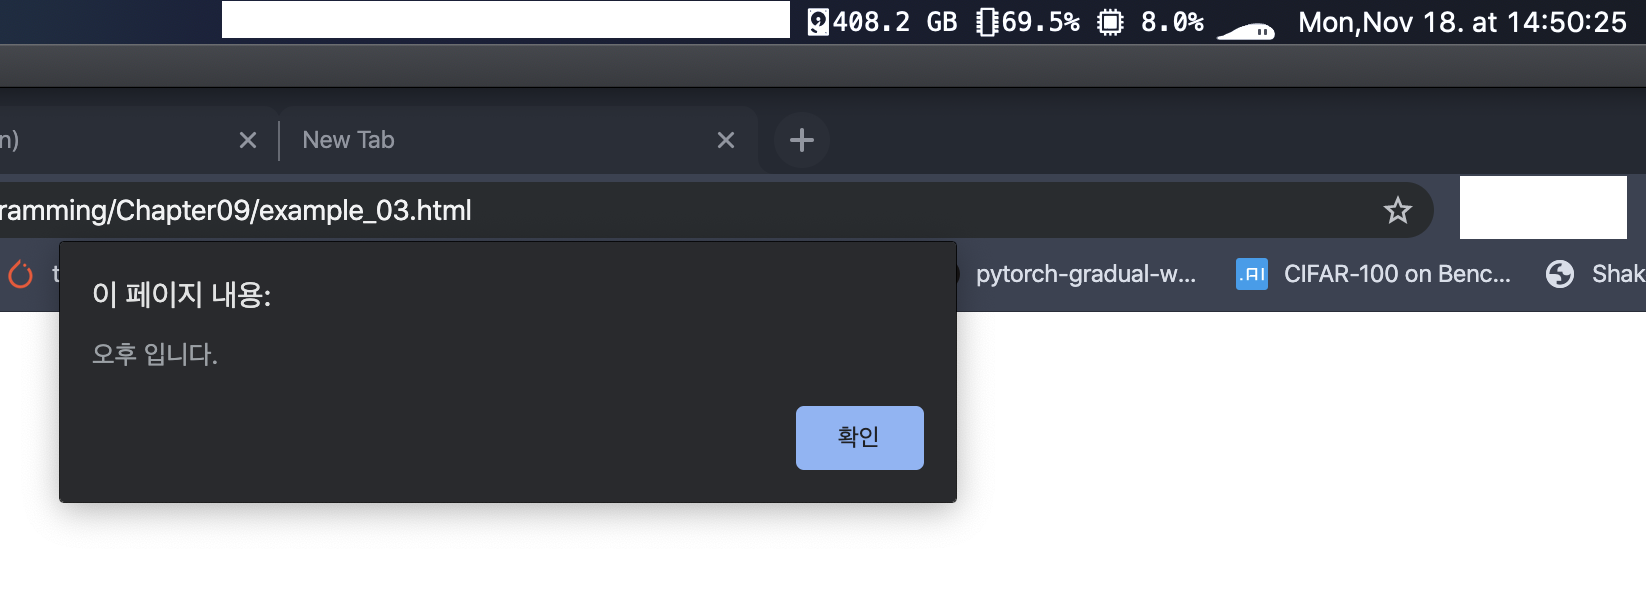 408.2 GB 69.5% 8.0% Mon,Nov 18. at 14:50:25
n) New Tab
ramming/Chapter09/example_03.html
t pytorch-gradual-w... .AI CIFAR-100 on Benc... Shak
이 페이지 내용:
오후 입니다.
확인